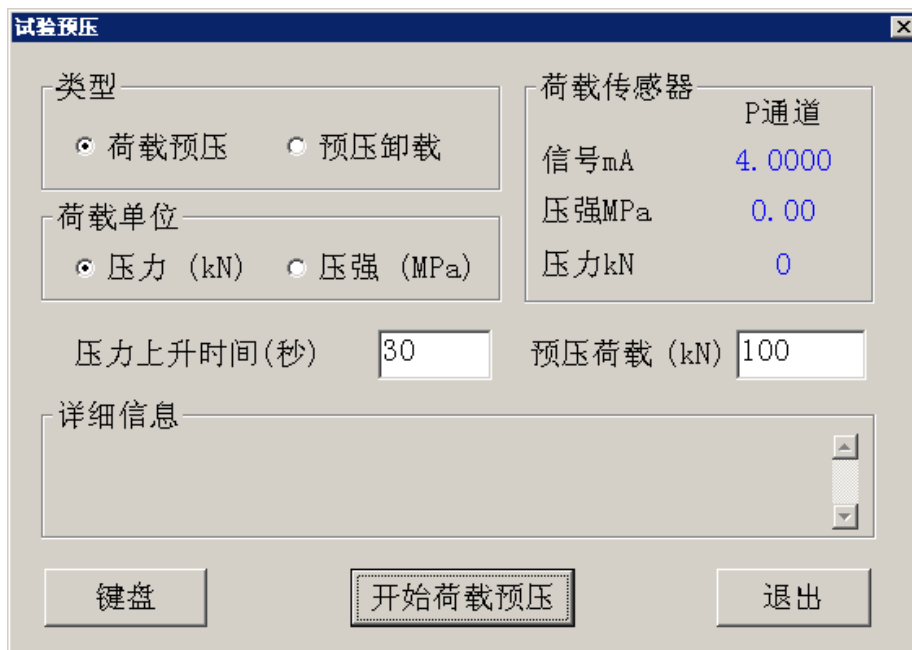 试验预压
类型
荷载预压 预压卸载
荷载单位
压力 (kN) 压强 (MPa)
荷载传感器
P通道
信号mA 4.0000
压强MPa 0.00
压力kN 0
压力上升时间(秒) 30 预压荷载 (kN) 100
详细信息
键盘 开始荷载预压 退出